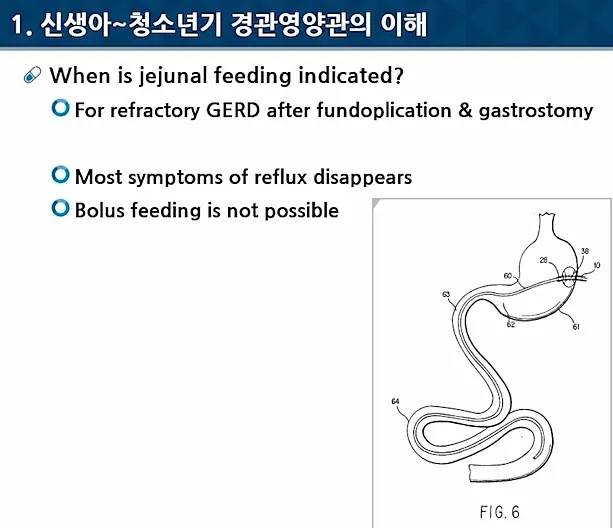 1. 신생아~청소년기 경관영양관의 이해
When is jejunal feeding indicated?
For refractory GERD after fundoplication & gastrostomy
Most symptoms of reflux disappears
Bolus feeding is not possible
38
28
10
60
63
62
61
64
FIG. 6